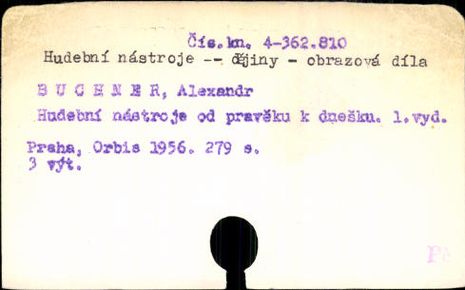 Čís.kn. 4-362.810
Hudební nástroje -- dějiny - obrazová díla
B U C H N E R, Alexandr
Hudební nástroje od pravěku k dnešku. 1.vyd.
Praha, Orbis 1956. 279 s.
3 výt.